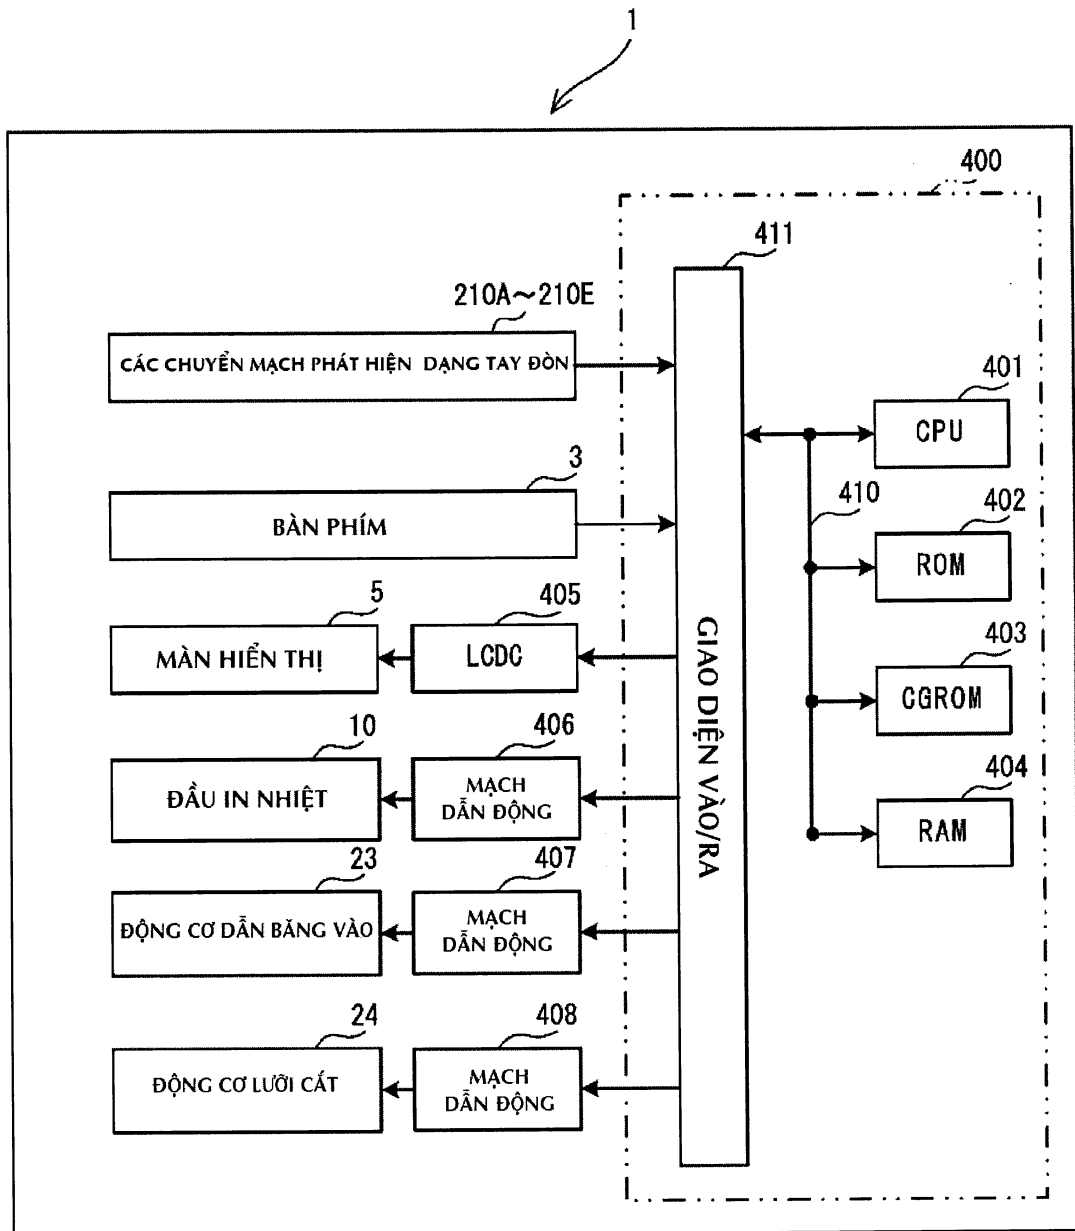 1
400
411
210A～210E
CÁC CHUYỂN MẠCH PHÁT HIỆN DẠNG TAY ĐÒN
401
CPU
3
BÀN PHÍM
410
402
ROM
5
MÀN HIỂN THỊ
405
LCDC
403
CGROM
GIAO DIỆN VÀO/RA
10
ĐẦU IN NHIỆT
406
MẠCH
DẪN ĐỘNG
404
RAM
23
ĐỘNG CƠ DẪN BĂNG VÀO
407
MẠCH
DẪN ĐỘNG
24
ĐỘNG CƠ LƯỠI CẮT
408
MẠCH
DẪN ĐỘNG